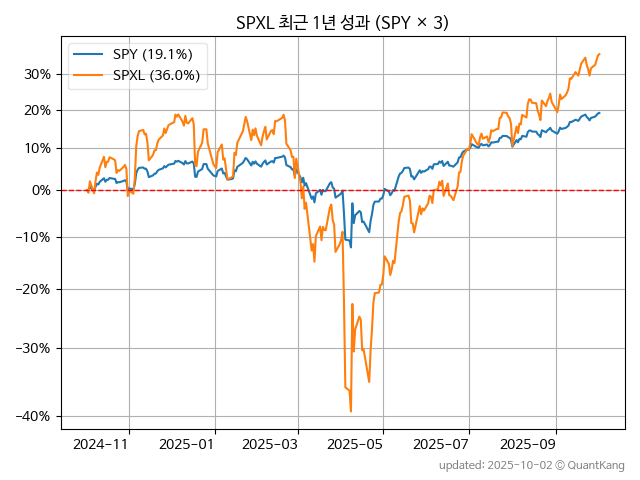 SPXL 최근 1년 성과 (SPY × 3)
SPY (19.1%)
SPXL (36.0%)
30%
20%
10%
0%
−10%
−20%
−30%
−40%
2024−11 2025−01 2025−03 2025−05 2025−07 2025−09
updated: 2025-10-02 © QuantKang